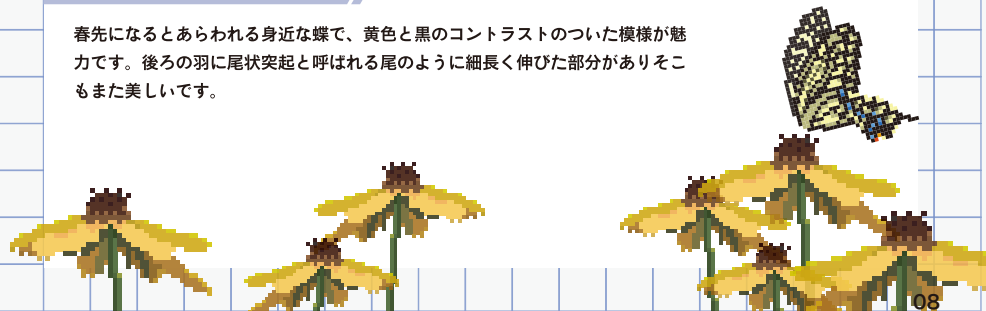 春先になるとあらわれる身近な蝶で、黄色と黒のコントラストのついた模様が魅
力です。後ろの羽に尾状突起と呼ばれる尾のように細長く伸びた部分がありそこ
もまた美しいです。
08